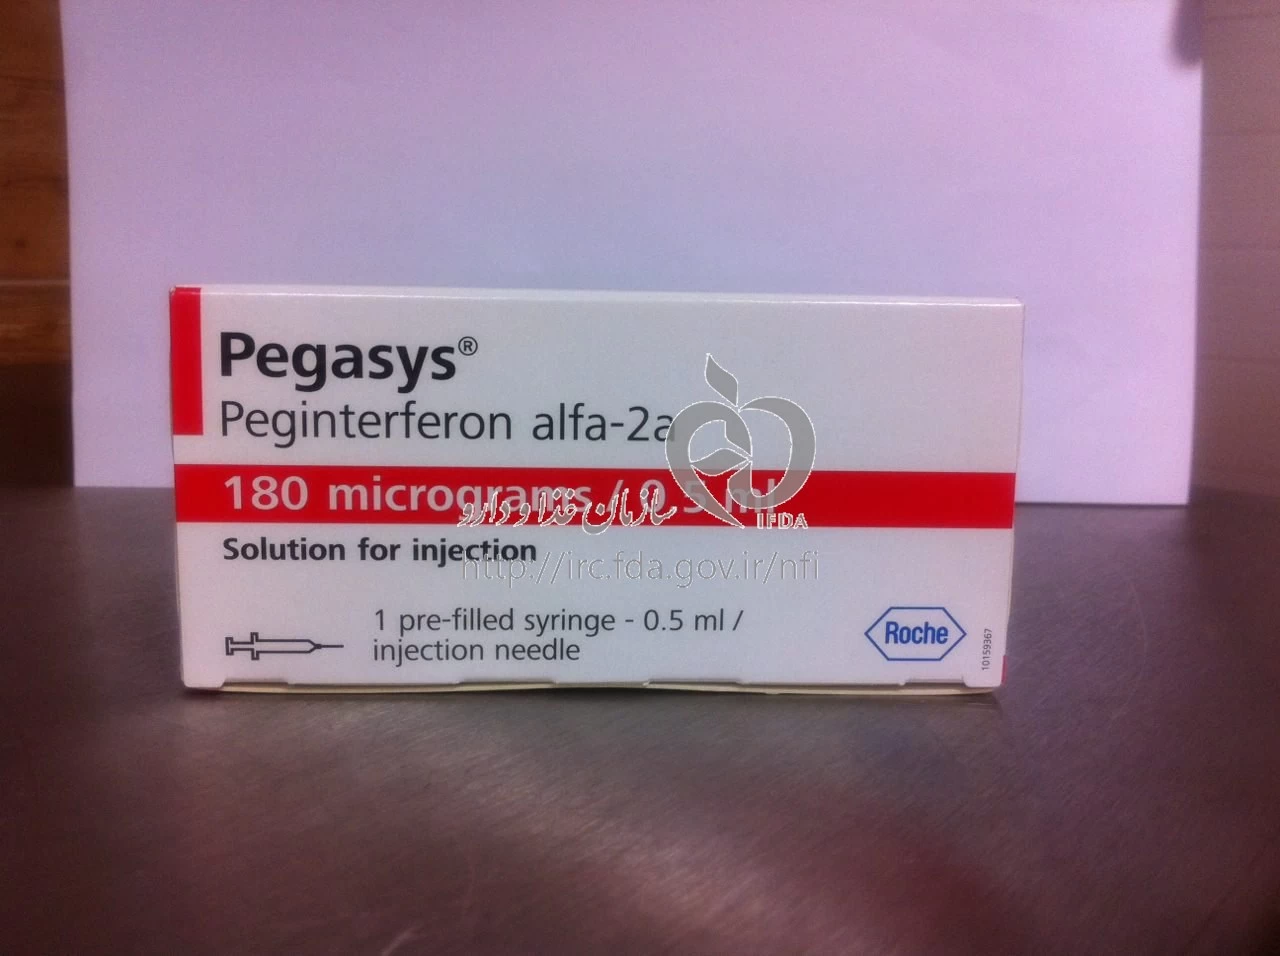 Pegasys®
Peginterferon alfa-2a
180 micrograms / 0.5 ml
سازمان غذا و دارو
IFDA
Solution for injection
http://irc.fda.gov.ir/nfi
1 pre-filled syringe - 0.5 ml /
injection needle
Roche
10159367